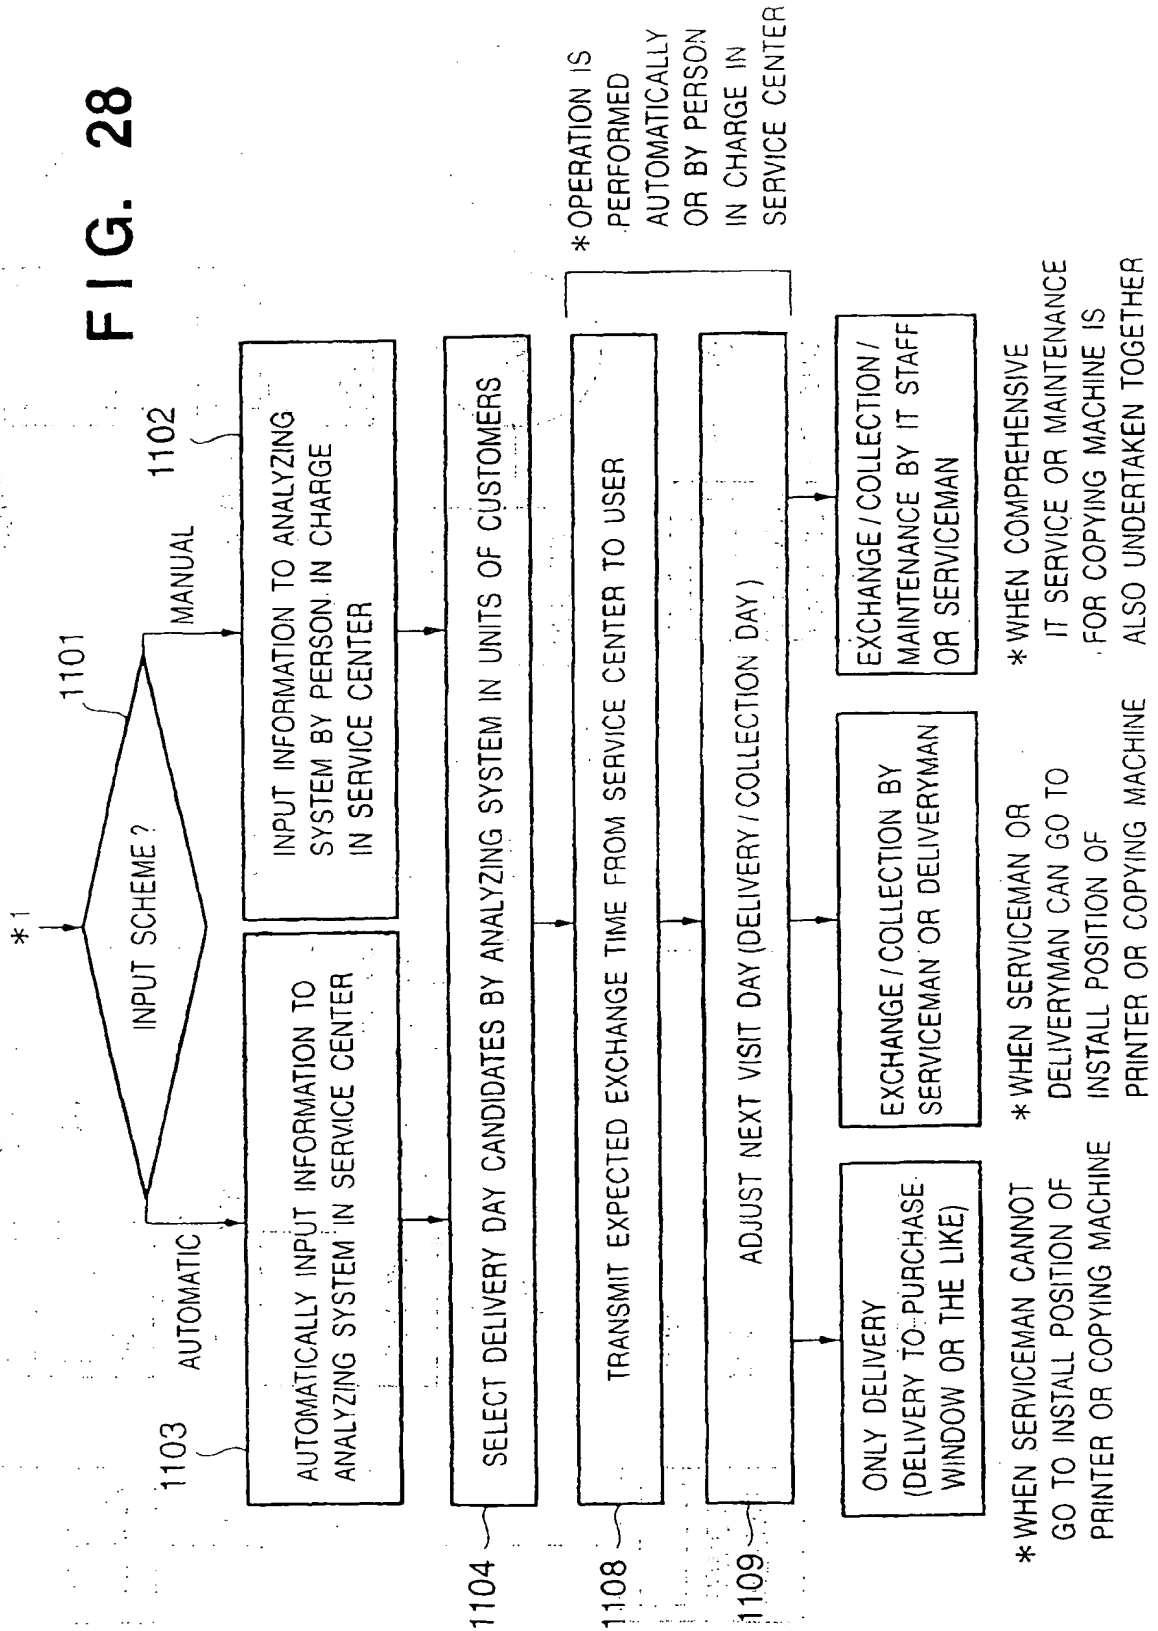 FIG. 28
*1
INPUT SCHEME?
1101
AUTOMATIC
MANUAL
1103
AUTOMATICALLY INPUT INFORMATION TO
ANALYZING SYSTEM IN SERVICE CENTER
1102
INPUT INFORMATION TO ANALYZING
SYSTEM BY PERSON IN CHARGE
IN SERVICE CENTER
1104
SELECT DELIVERY DAY CANDIDATES BY ANALYZING SYSTEM IN UNITS OF CUSTOMERS
1108
TRANSMIT EXPECTED EXCHANGE TIME FROM SERVICE CENTER TO USER
1109
ADJUST NEXT VISIT DAY (DELIVERY / COLLECTION DAY)
*OPERATION IS
PERFORMED
AUTOMATICALLY
OR BY PERSON
IN CHARGE IN
SERVICE CENTER
ONLY DELIVERY
(DELIVERY TO PURCHASE
WINDOW OR THE LIKE)
*WHEN SERVICEMAN CANNOT
GO TO INSTALL POSITION OF
PRINTER OR COPYING MACHINE
EXCHANGE / COLLECTION BY
SERVICEMAN OR DELIVERYMAN
*WHEN SERVICEMAN OR
DELIVERYMAN CAN GO TO
INSTALL POSITION OF
PRINTER OR COPYING MACHINE
EXCHANGE / COLLECTION /
MAINTENANCE BY IT STAFF
OR SERVICEMAN
*WHEN COMPREHENSIVE
IT SERVICE OR MAINTENANCE
FOR COPYING MACHINE IS
ALSO UNDERTAKEN TOGETHER